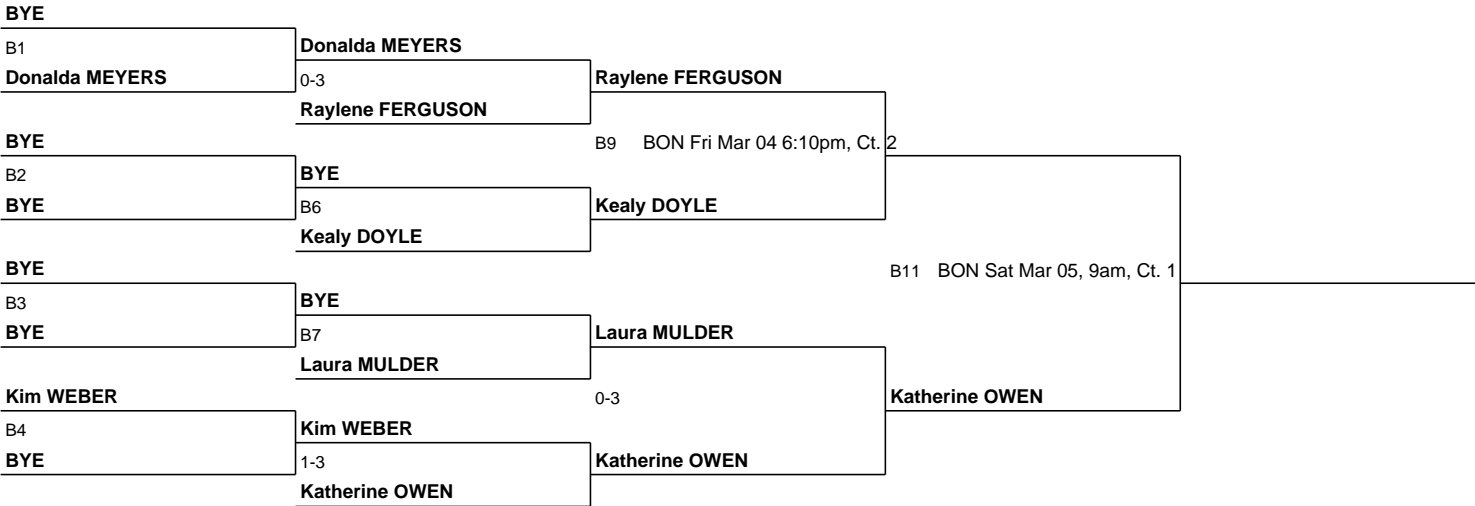 BYE
B1
Donalda MEYERS
Donalda MEYERS
0-3
Raylene FERGUSON
Raylene FERGUSON
BYE
B9 BON Fri Mar 04 6:10pm, Ct. 2
B2
BYE
BYE
B6
Kealy DOYLE
Kealy DOYLE
BYE
B11 BON Sat Mar 05, 9am, Ct. 1
B3
BYE
BYE
B7
Laura MULDER
Laura MULDER
Kim WEBER
0-3
Katherine OWEN
B4
Kim WEBER
BYE
1-3
Katherine OWEN
Katherine OWEN